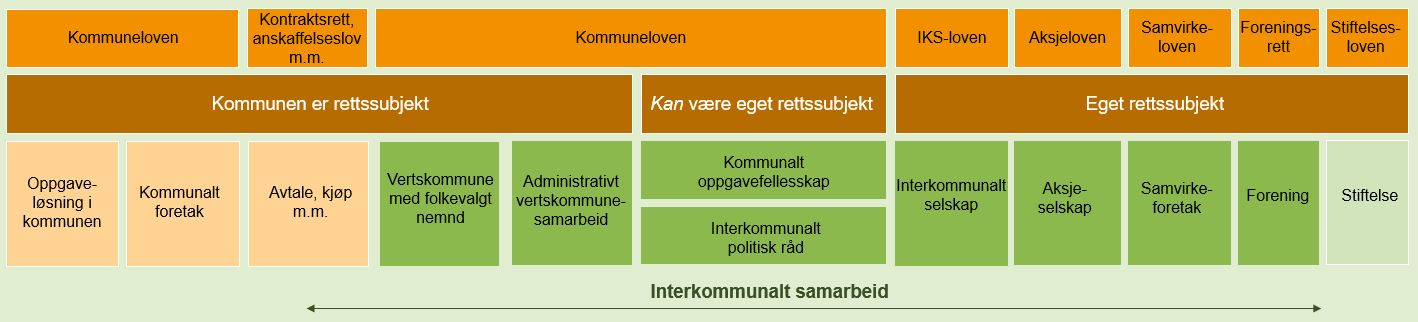 Kommuneloven
Kontraktsrett,
anskaffelseslov
m.m.
Kommuneloven
IKS-loven
Aksjeloven
Samvirke-
loven
Forenings-
rett
Stiftelses-
loven
Kommunen er rettssubjekt
Kan være eget rettssubjekt
Eget rettssubjekt
Oppgave-
løsning i
kommunen
Kommunalt
foretak
Avtale, kjøp
m.m.
Vertskommune
med folkevalgt
nemnd
Administrativt
vertskommune-
samarbeid
Kommunalt
oppgavefellesskap
Interkommunalt
politisk råd
Interkommunalt
selskap
Aksje-
selskap
Samvirke-
foretak
Forening
Stiftelse
Interkommunalt samarbeid